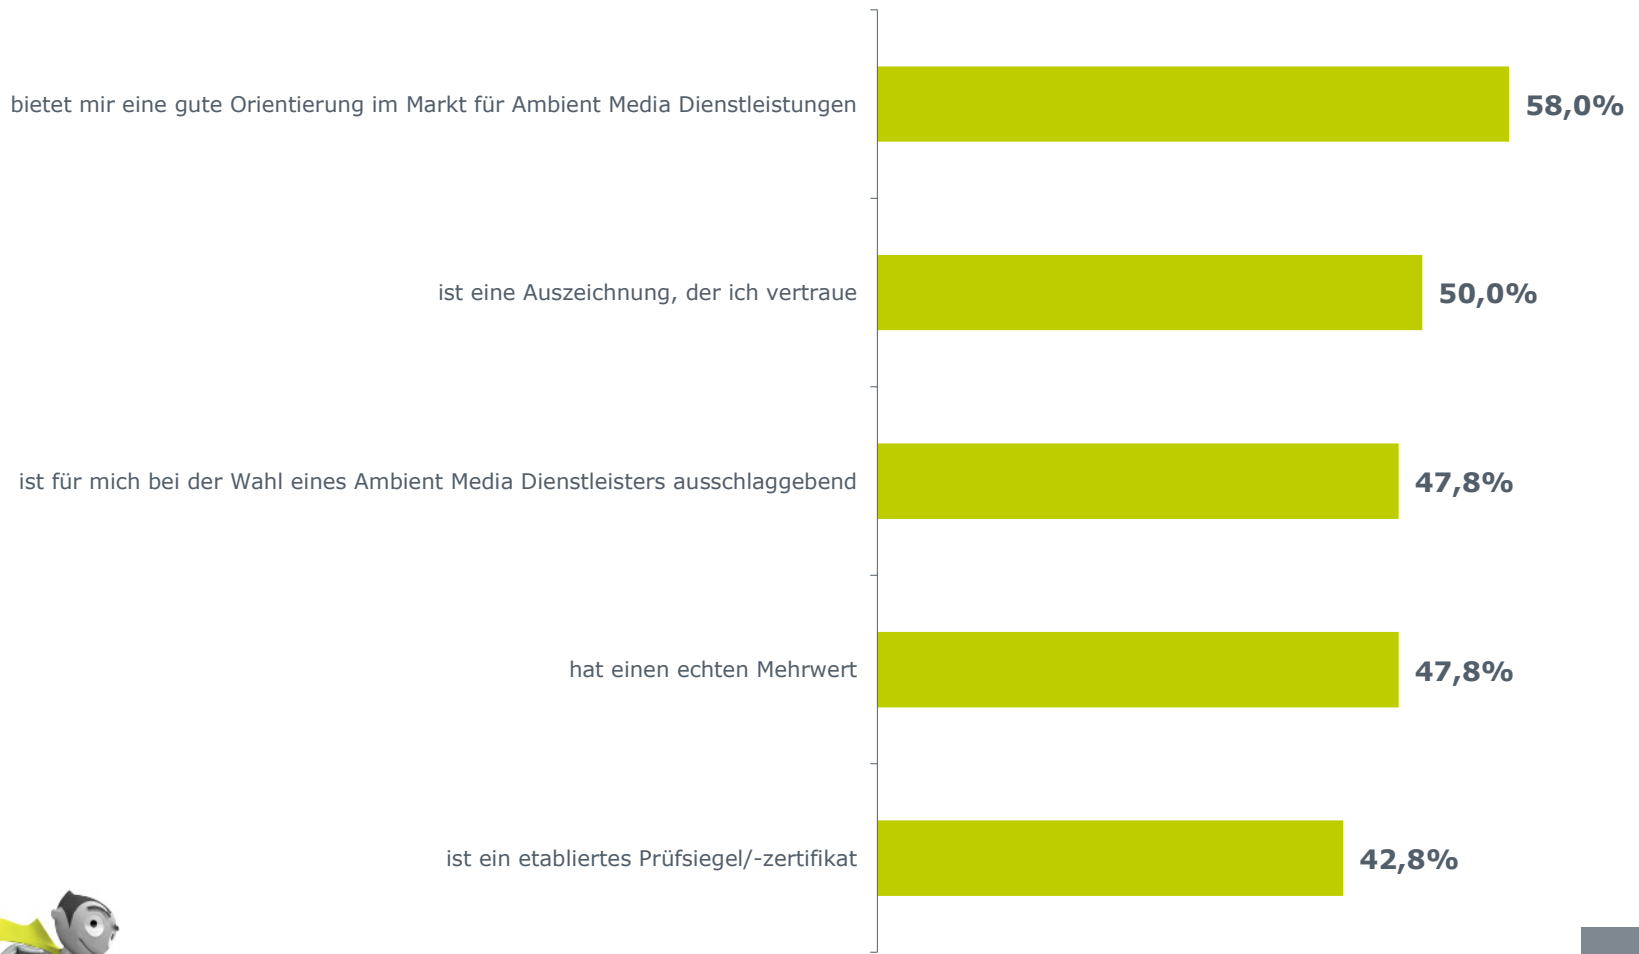 bietet mir eine gute Orientierung im Markt für Ambient Media Dienstleistungen
58,0%
ist eine Auszeichnung, der ich vertraue
50,0%
ist für mich bei der Wahl eines Ambient Media Dienstleisters ausschlaggebend
47,8%
hat einen echten Mehrwert
47,8%
ist ein etabliertes Prüfsiegel/-zertifikat
42,8%